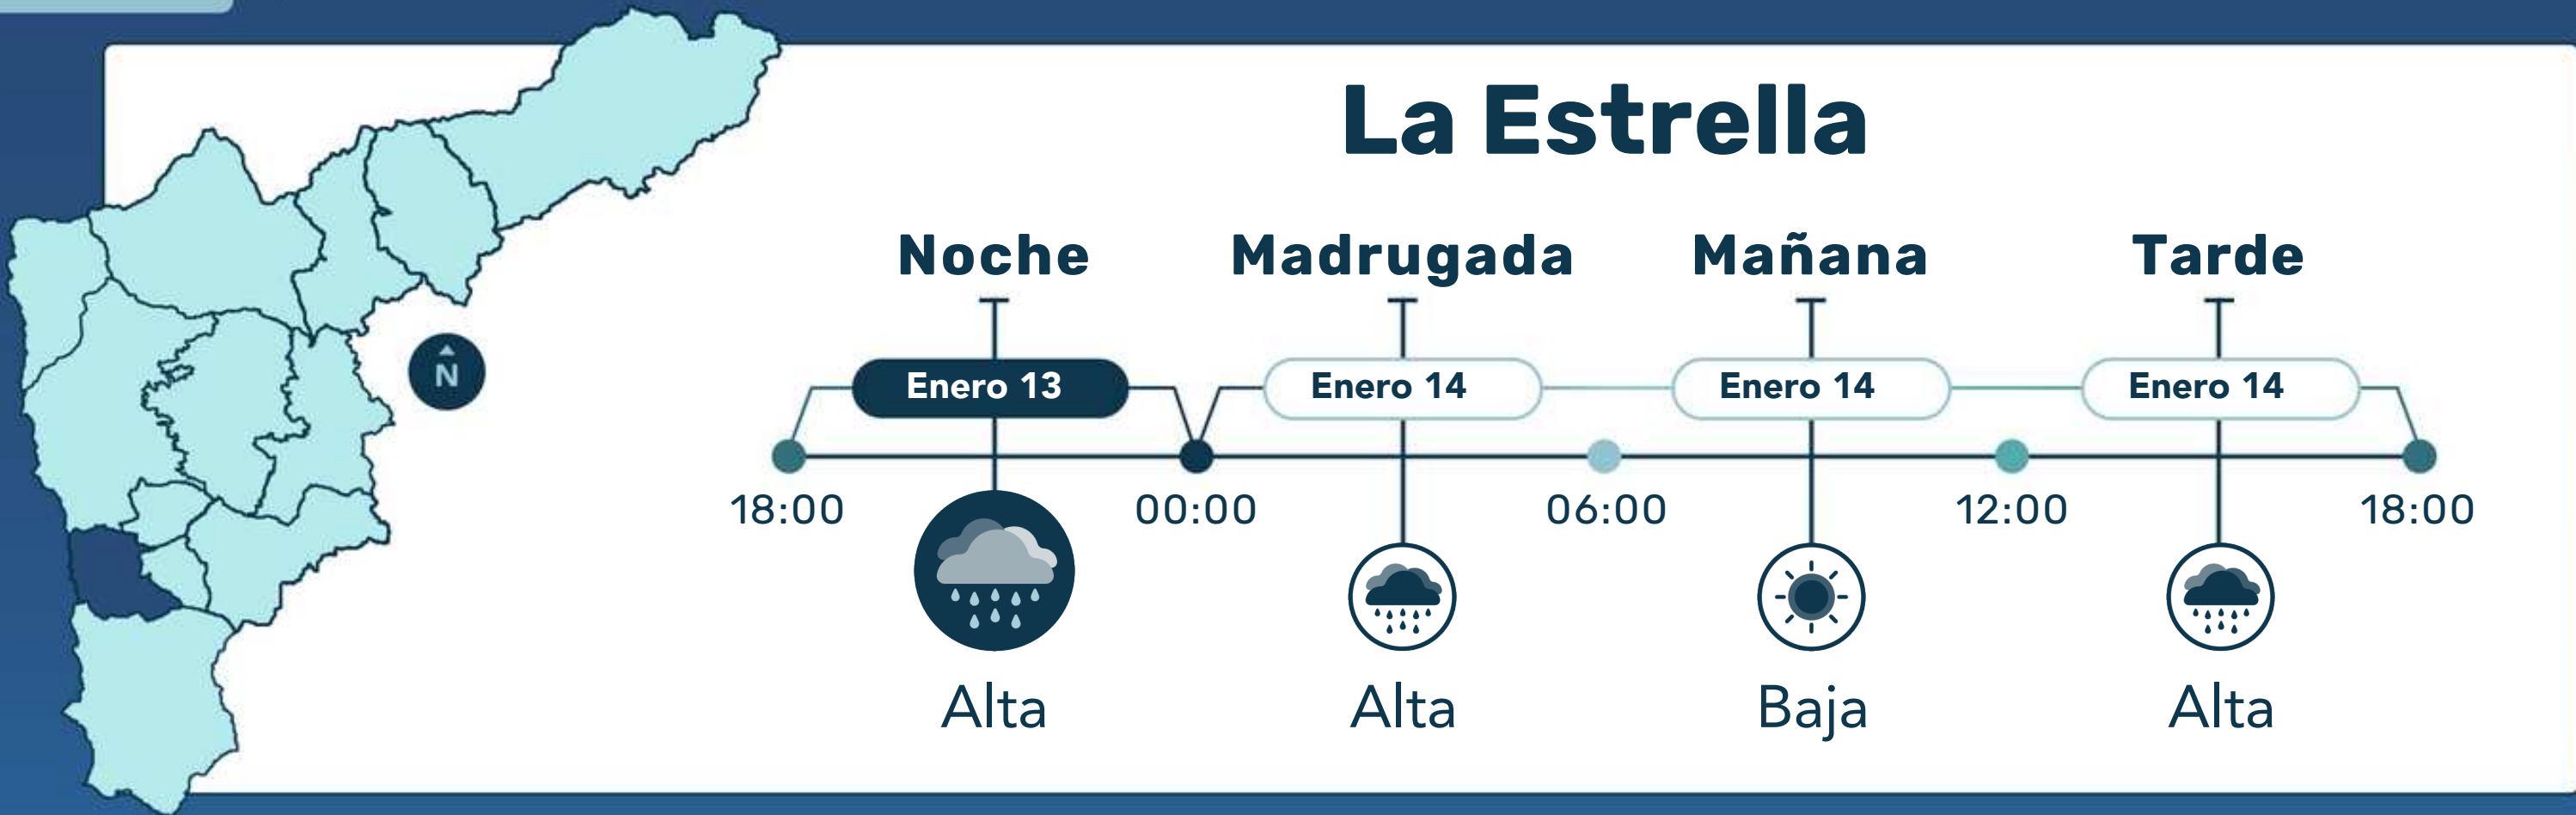 La Estrella
Noche Madrugada Mañana Tarde
N
Enero 13 Enero 14 Enero 14 Enero 14
18:00 00:00 06:00 12:00 18:00
Alta Alta Baja Alta